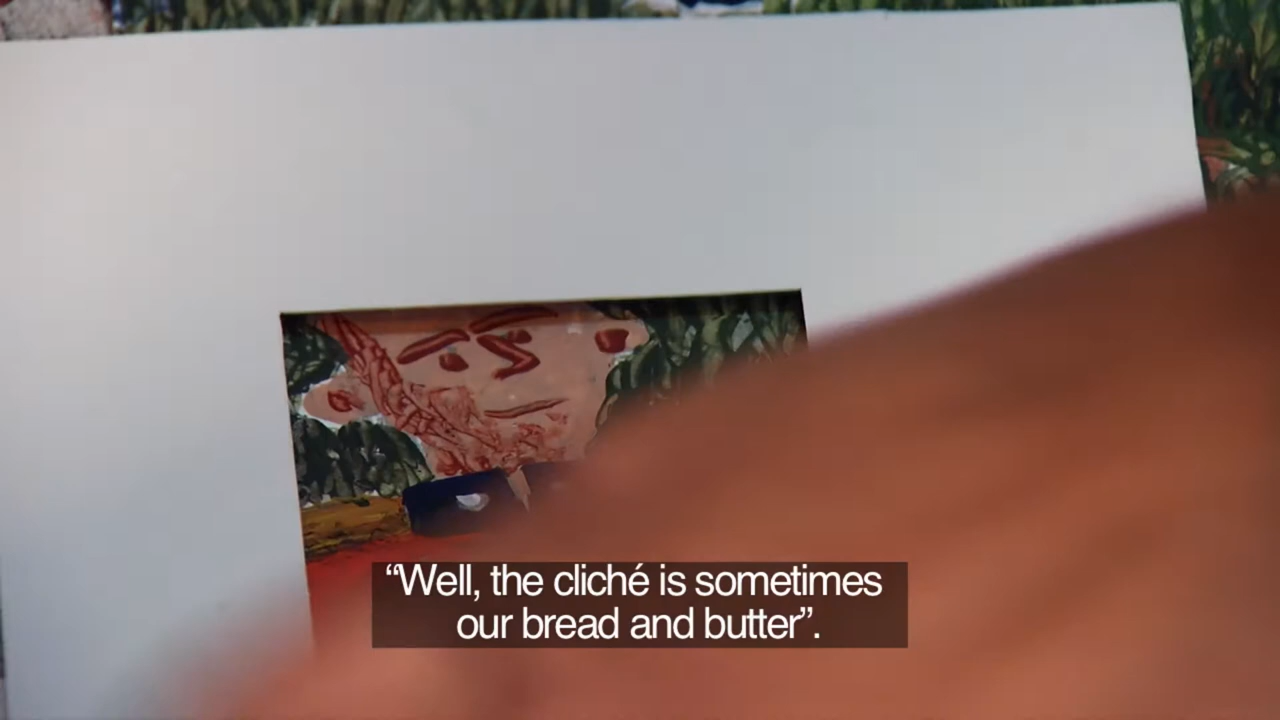 “Well, the cliché is sometimes
our bread and butter”.